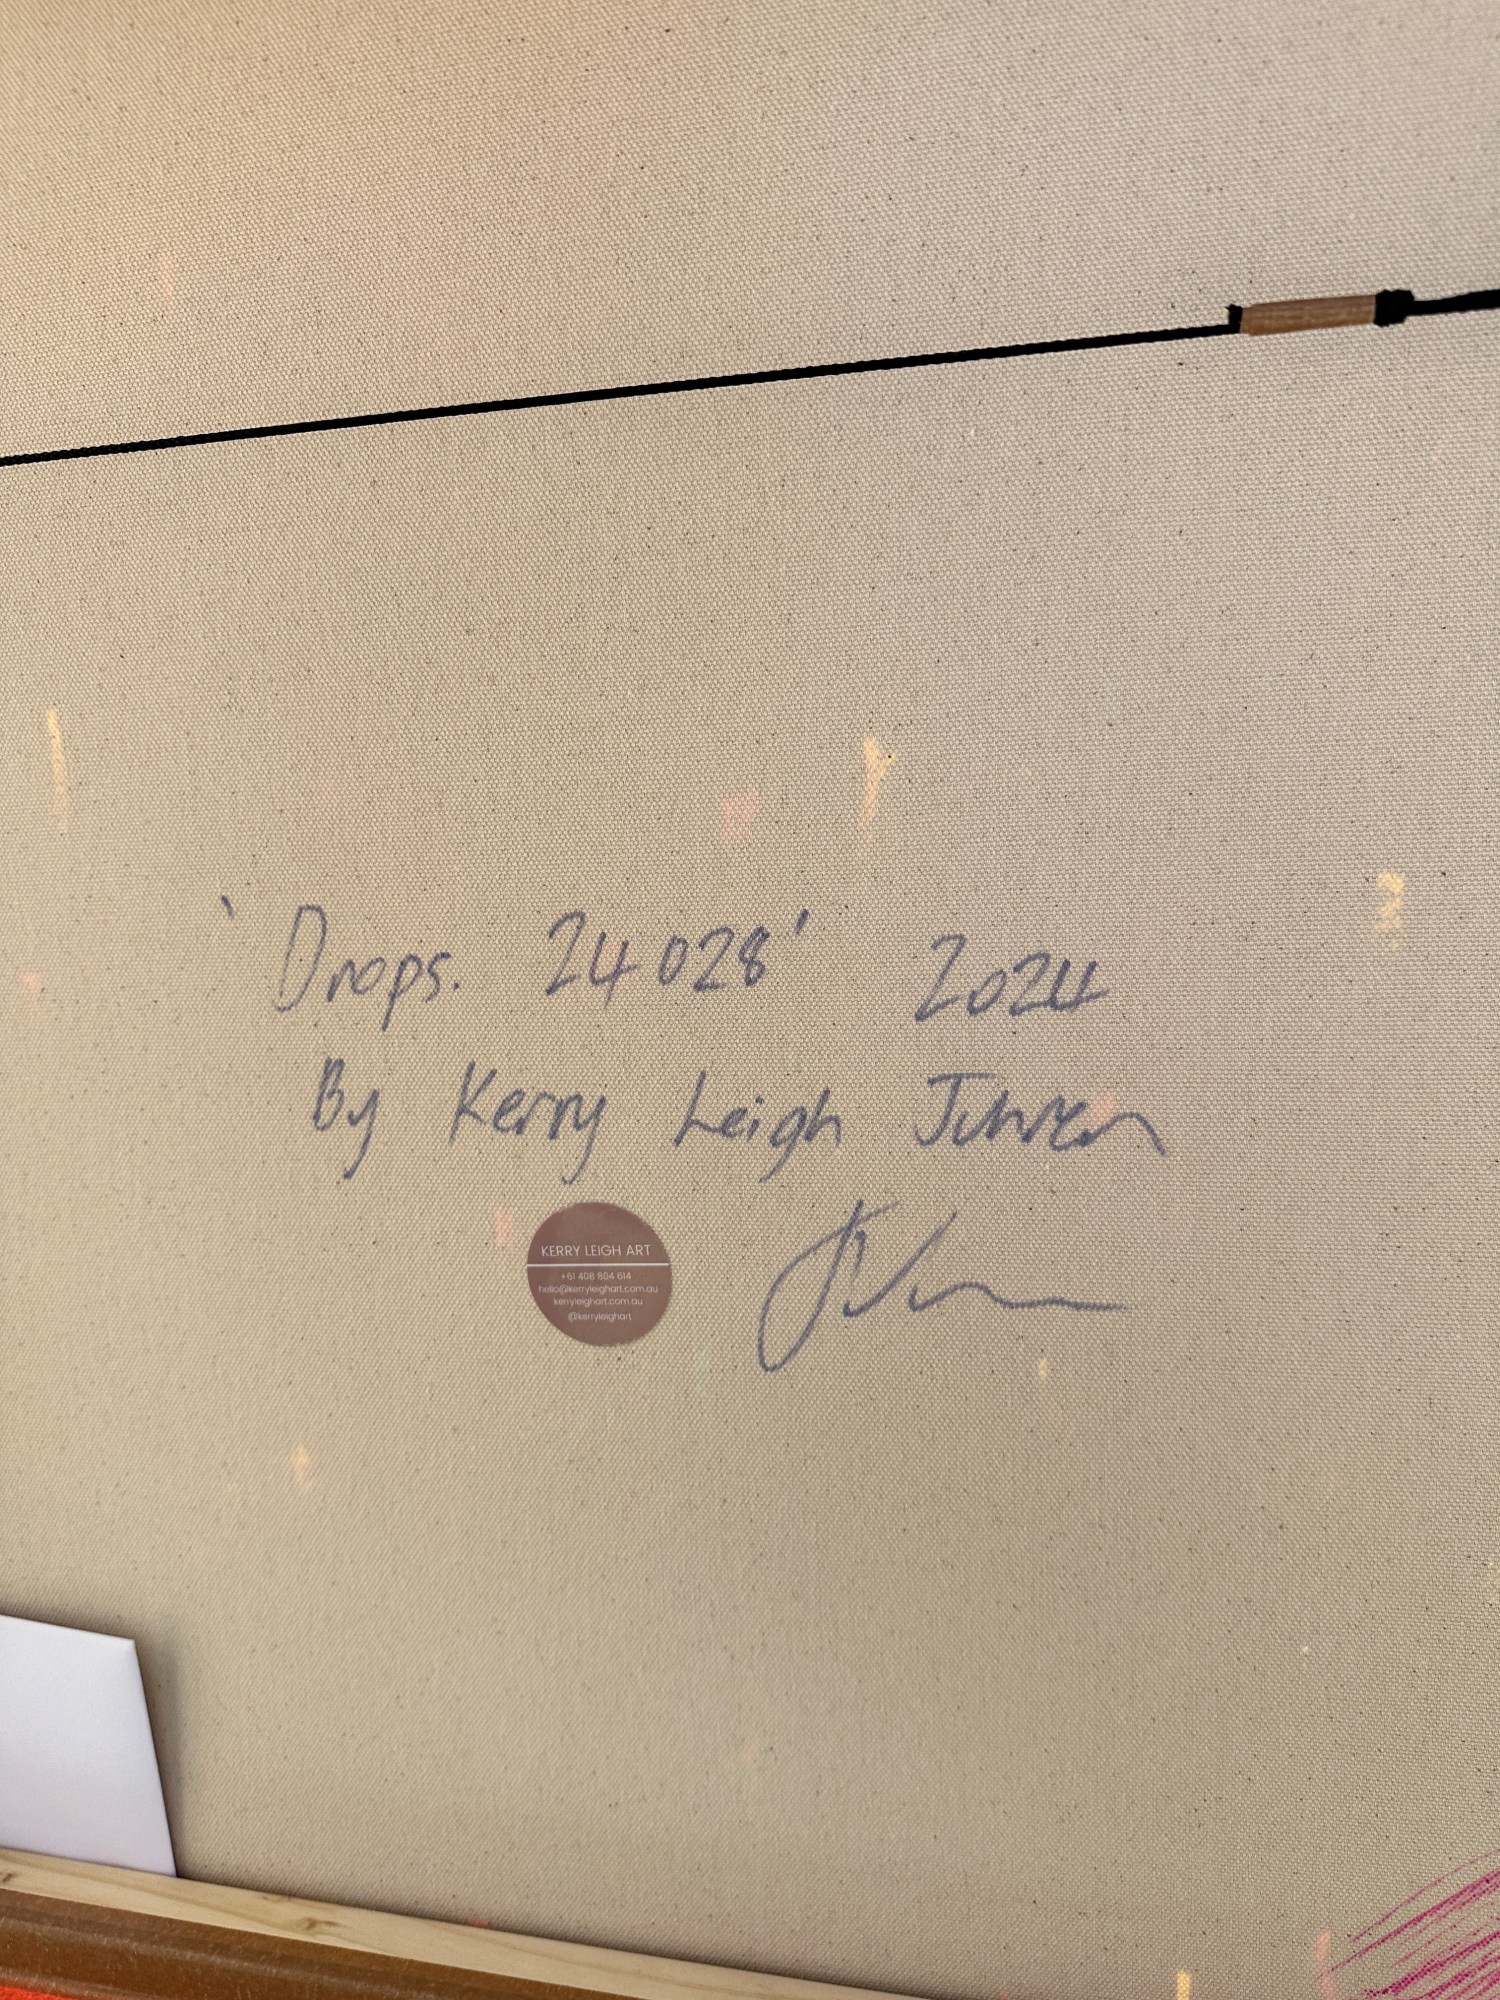 'Drops. 24028' 2024
By Kerry Leigh
KERRY LEIGH ART
+61 408 804 614
hello@kerryleighart.com.au
kerryleighart.com.au
@kerryleighart